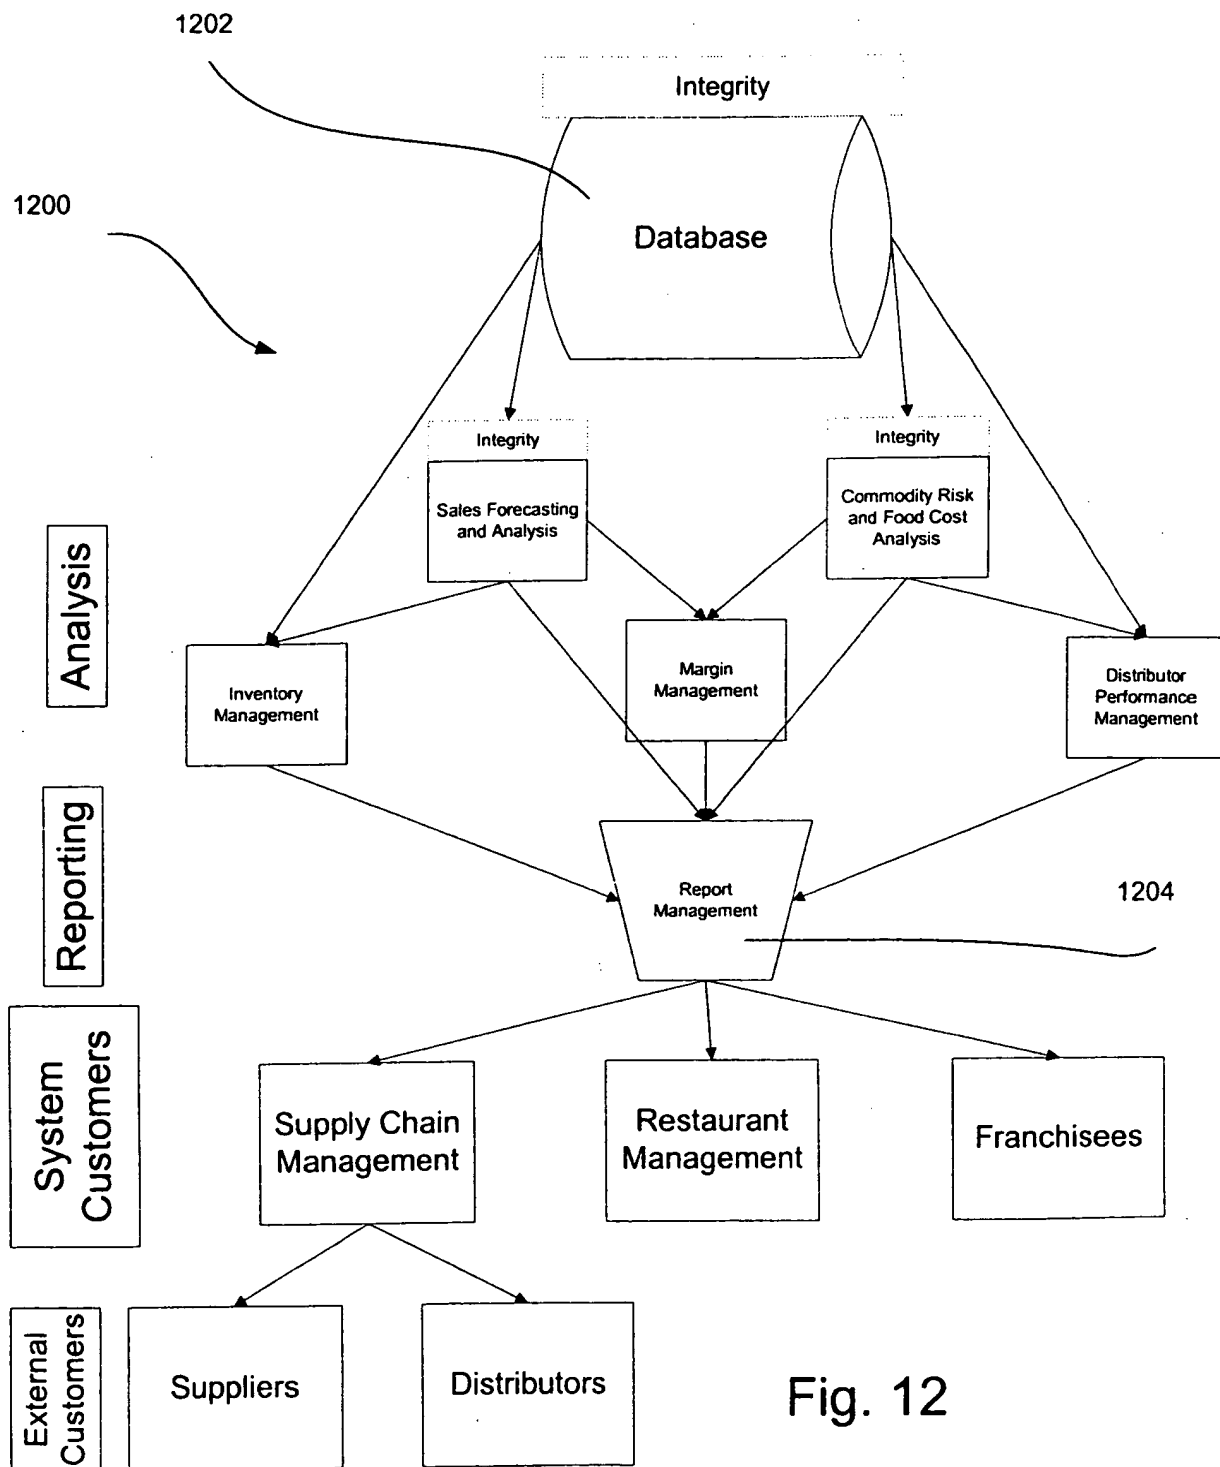 1202
Integrity
1200
Database
Integrity
Integrity
Sales Forecasting
and Analysis
Commodity Risk
and Food Cost
Analysis
Analysis
Inventory
Management
Margin
Management
Distributor
Performance
Management
Reporting
Report
Management
1204
System
Customers
Supply Chain
Management
Restaurant
Management
Franchisees
External
Customers
Suppliers
Distributors
Fig. 12